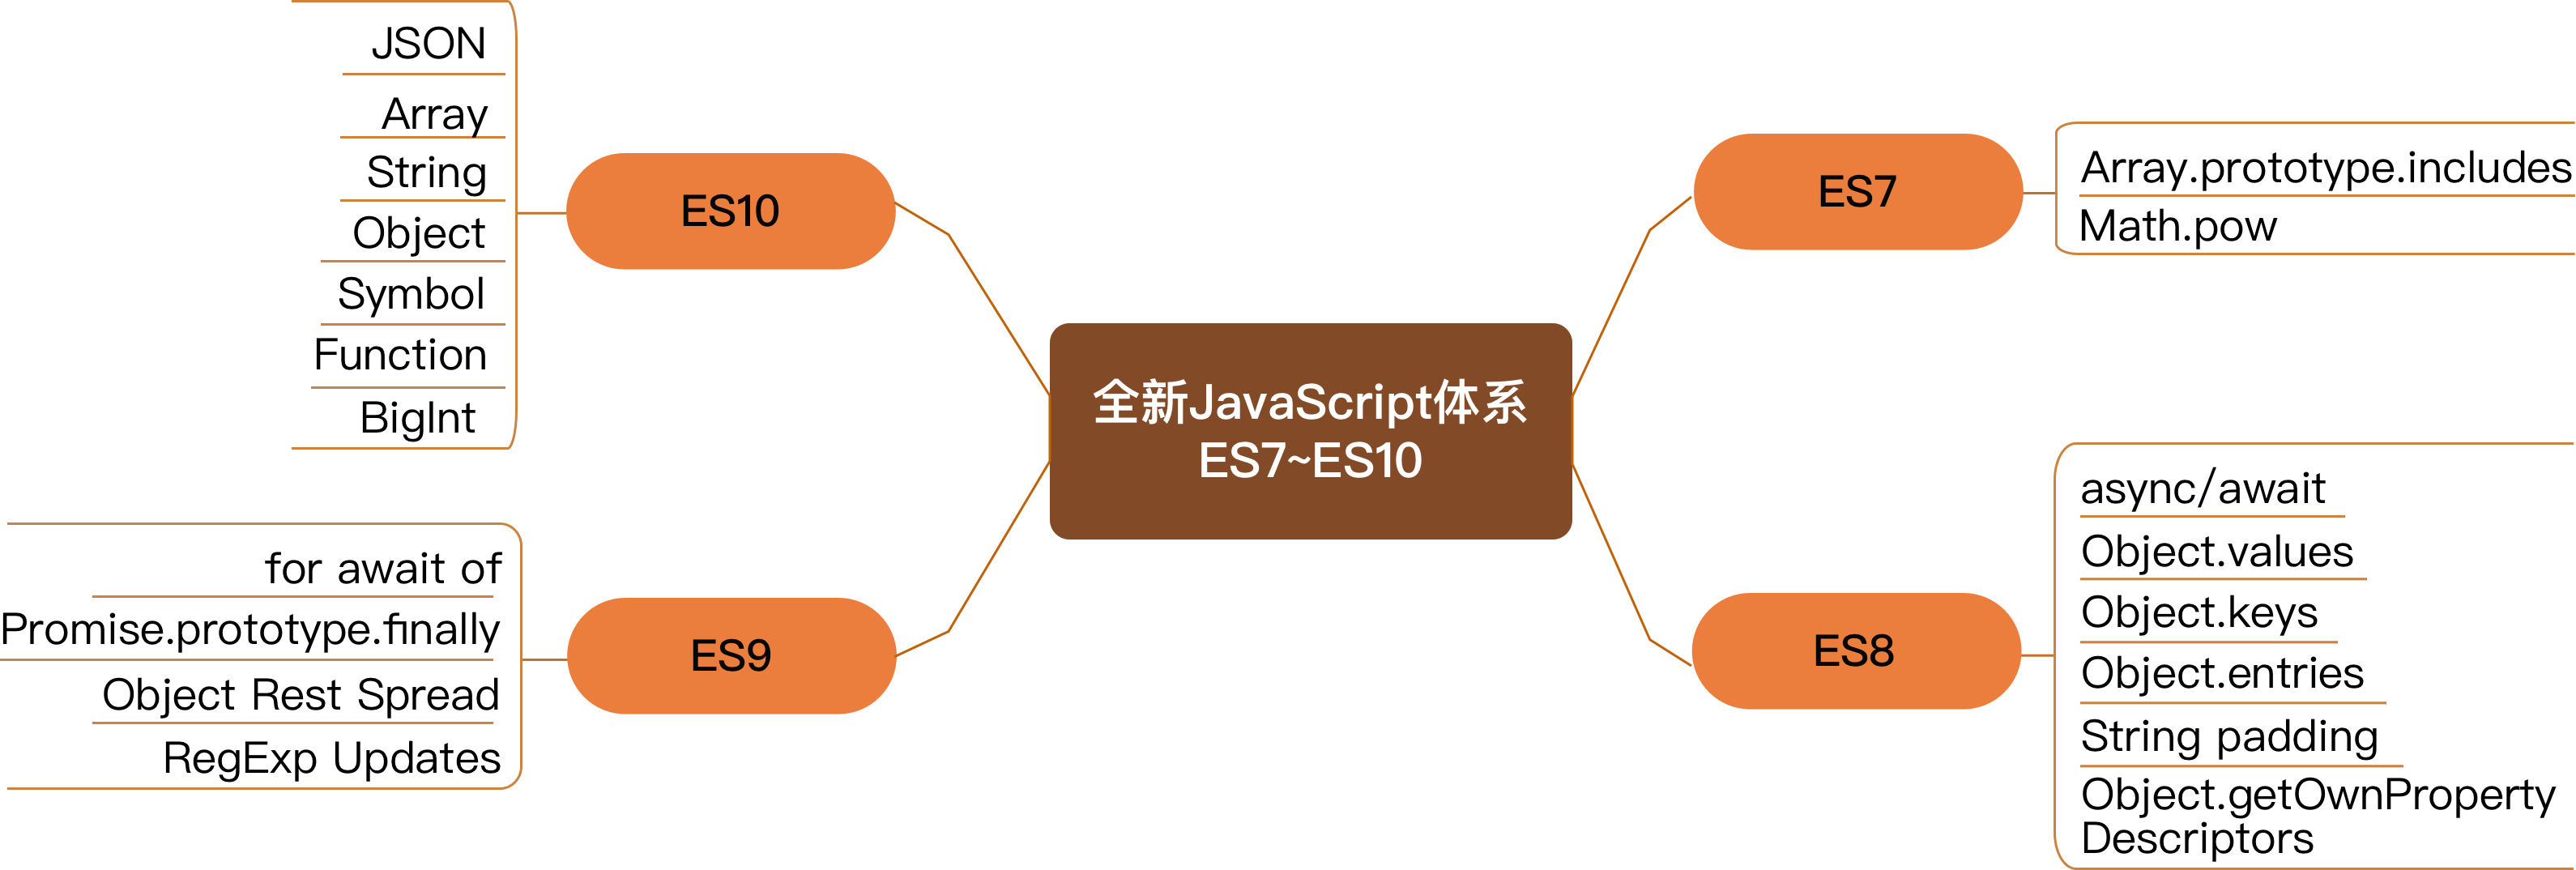 全新JavaScript体系
ES7~ES10
ES7
Array.prototype.includes
Math.pow
ES8
async/await
Object.values
Object.keys
Object.entries
String padding
Object.getOwnProperty
Descriptors
ES9
for await of
Promise.prototype.finally
Object Rest Spread
RegExp Updates
ES10
JSON
Array
String
Object
Symbol
Function
BigInt